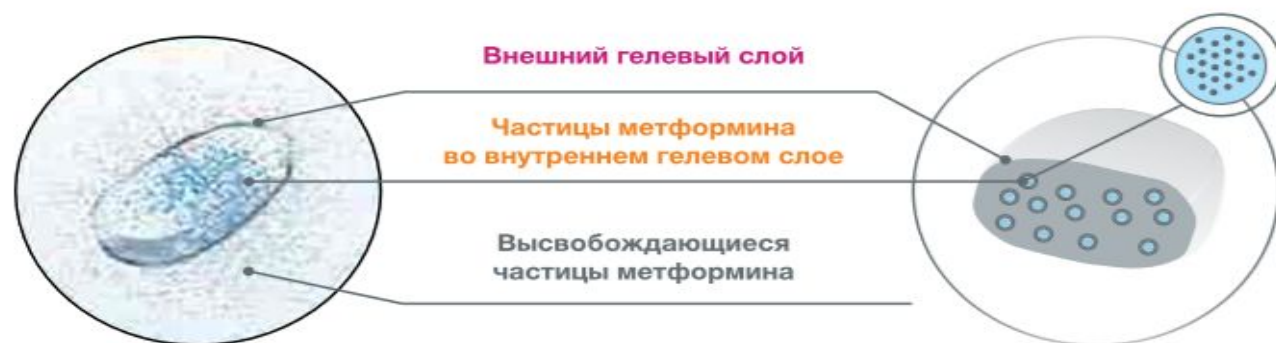 Внешний гелевый слой
Частицы метформина
во внутреннем гелевом слое
Высвобождающиеся
частицы метформина